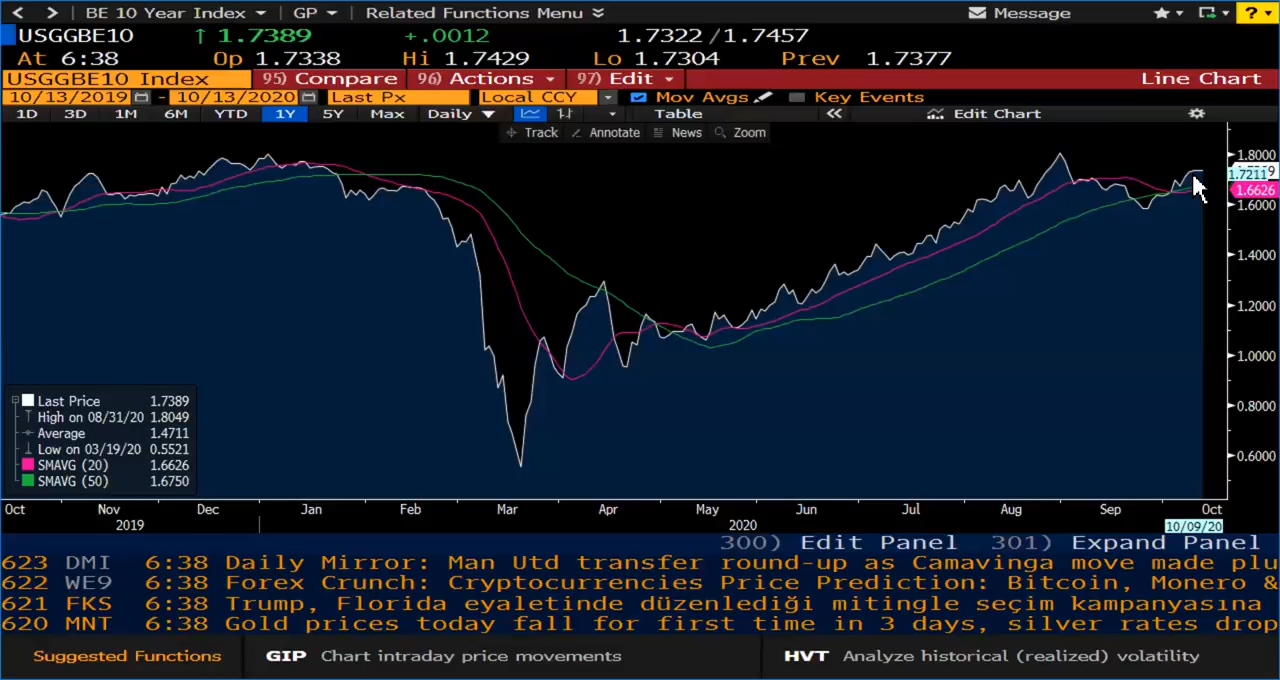 < > BE 10 Year Index GP Related Functions Menu Message ?
USGGBE10 ↑ 1.7389 +.0012 1.7322/1.7457
At 6:38 Op 1.7338 Hi 1.7429 Lo 1.7304 Prev 1.7377
USGGBE10 Index 95) Compare 96) Actions 97) Edit Line Chart
10/13/2019 - 10/13/2020 Last Px Local CCY Mov Avgs Key Events
1D 3D 1M 6M YTD 1Y 5Y Max Daily Table « Edit Chart
Track Annotate News Zoom
1.8000
1.7211
1.6626
1.6000
1.4000
1.2000
1.0000
0.8000
0.6000
Last Price 1.7389
High on 08/31/20 1.8049
Average 1.4711
Low on 03/19/20 0.5521
SMAVG (20) 1.6626
SMAVG (50) 1.6750
Oct Nov Dec Jan Feb Mar Apr May Jun Jul Aug Sep Oct
2019 2020 10/09/20
300) Edit Panel 301) Expand Panel
623 DMI 6:38 Daily Mirror: Man Utd transfer round-up as Camavinga move made plu
622 WE9 6:38 Forex Crunch: Cryptocurrencies Price Prediction: Bitcoin, Monero &
621 FKS 6:38 Trump, Florida eyaletinde düzenlediği mitingle seçim kampanyasına
620 MNT 6:38 Gold prices today fall for first time in 3 days, silver rates drop
Suggested Functions GIP Chart intraday price movements HVT Analyze historical (realized) volatility